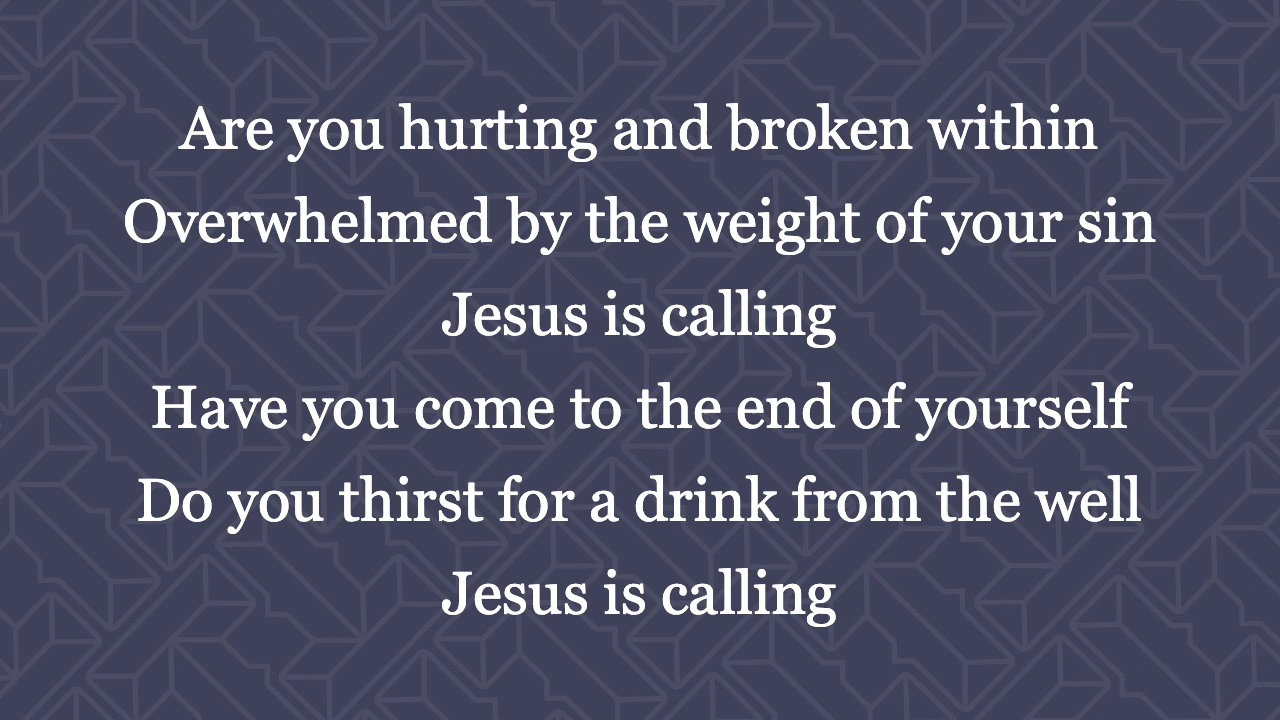 Are you hurting and broken within
Overwhelmed by the weight of your sin
Jesus is calling
Have you come to the end of yourself
Do you thirst for a drink from the well
Jesus is calling